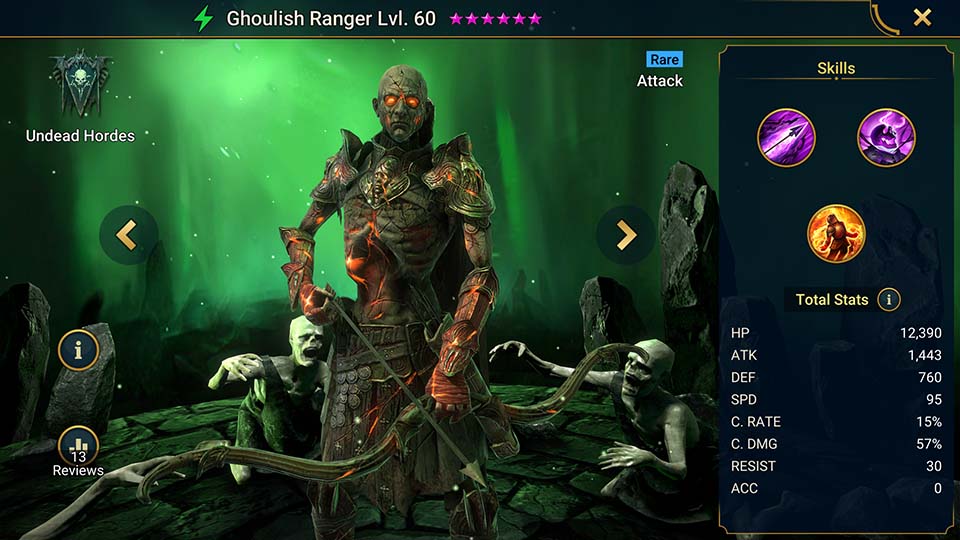 Ghoulish Ranger Lvl. 60
Undead Hordes
Rare
Attack
13
Reviews
Skills
Total Stats i
HP 12,390
ATK 1,443
DEF 760
SPD 95
C. RATE 15%
C. DMG 57%
RESIST 30
ACC 0